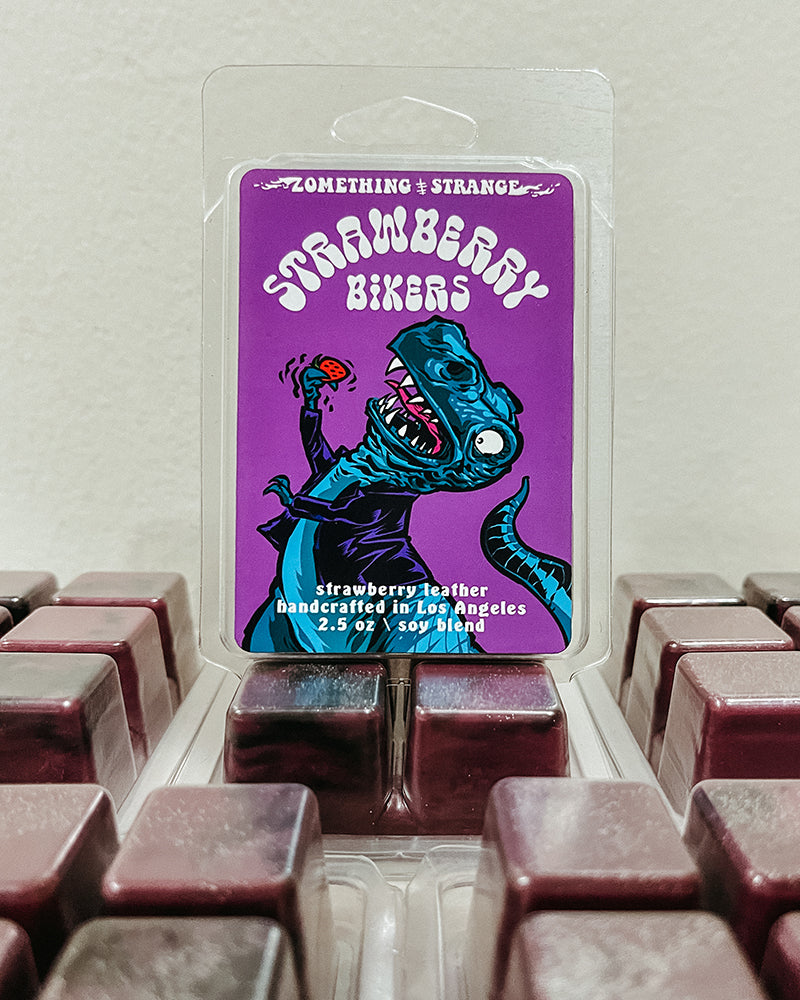 ZOMETHING STRANGE
STRAWBERRY
BIKERS
strawberry leather
handcrafted in Los Angeles
2.5 oz \ soy blend